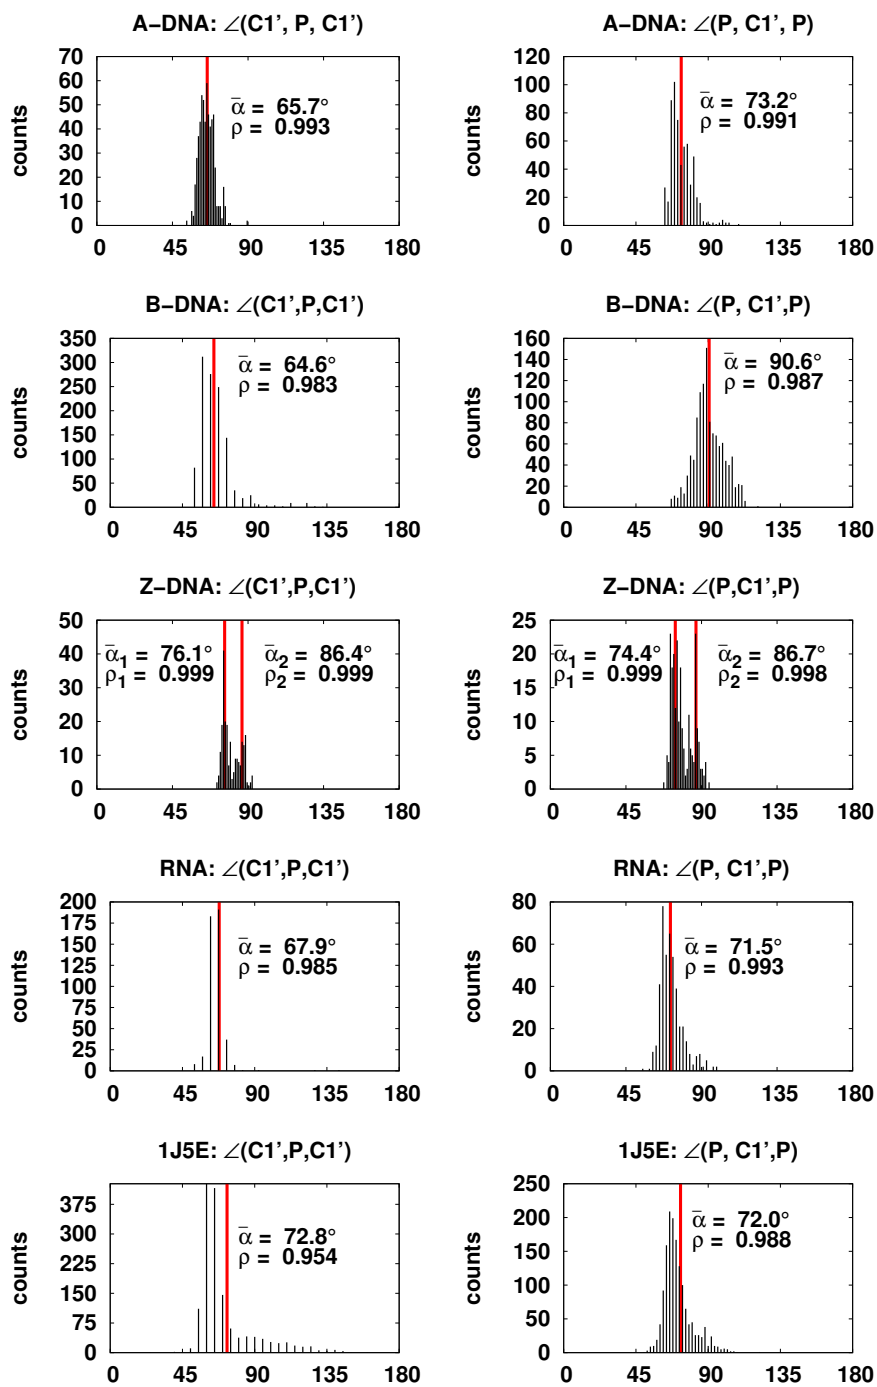 A−DNA: ∠(C1', P, C1')
70
60
50
40
30
20
10
0
counts
ᾱ = 65.7°
ρ = 0.993
0 45 90 135 180
A−DNA: ∠(P, C1', P)
120
100
80
60
40
20
0
ᾱ = 73.2°
ρ = 0.991
0 45 90 135 180
B−DNA: ∠(C1',P,C1')
350
300
250
200
150
100
50
0
counts
ᾱ = 64.6°
ρ = 0.983
0 45 90 135 180
B−DNA: ∠(P, C1',P)
160
140
120
100
80
60
40
20
0
ᾱ = 90.6°
ρ = 0.987
0 45 90 135 180
Z−DNA: ∠(C1',P,C1')
50
40
30
20
10
0
counts
ᾱ1 = 76.1° ᾱ2 = 86.4°
ρ1 = 0.999 ρ2 = 0.999
0 45 90 135 180
Z−DNA: ∠(P,C1',P)
25
20
15
10
5
0
ᾱ1 = 74.4° ᾱ2 = 86.7°
ρ1 = 0.999 ρ2 = 0.998
0 45 90 135 180
RNA: ∠(C1',P,C1')
200
175
150
125
100
75
50
25
0
counts
ᾱ = 67.9°
ρ = 0.985
0 45 90 135 180
RNA: ∠(P, C1',P)
80
60
40
20
0
ᾱ = 71.5°
ρ = 0.993
0 45 90 135 180
1J5E: ∠(C1',P,C1')
375
300
225
150
75
0
counts
ᾱ = 72.8°
ρ = 0.954
0 45 90 135 180
1J5E: ∠(P, C1',P)
250
200
150
100
50
0
ᾱ = 72.0°
ρ = 0.988
0 45 90 135 180